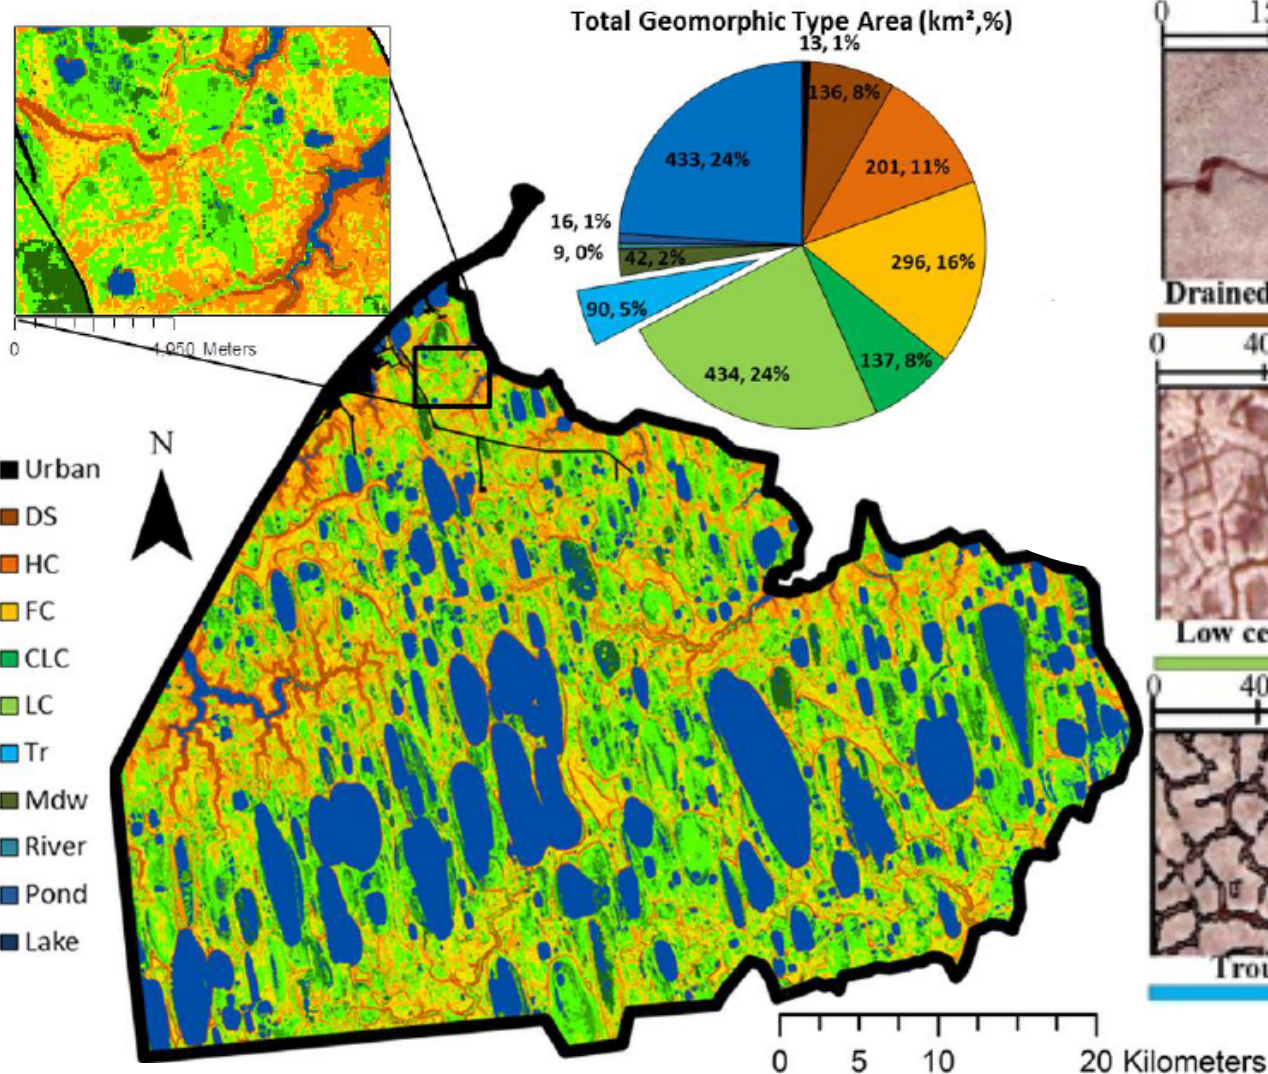 Total Geomorphic Type Area (km²,%)
13, 1%
136, 8%
201, 11%
296, 16%
137, 8%
434, 24%
90, 5%
42, 2%
9, 0%
16, 1%
433, 24%
0 4,950 Meters
N
Urban
DS
HC
FC
CLC
LC
Tr
Mdw
River
Pond
Lake
0 5 10 20 Kilometers
0
Drained
0 40
Low ce
0 40
Trou